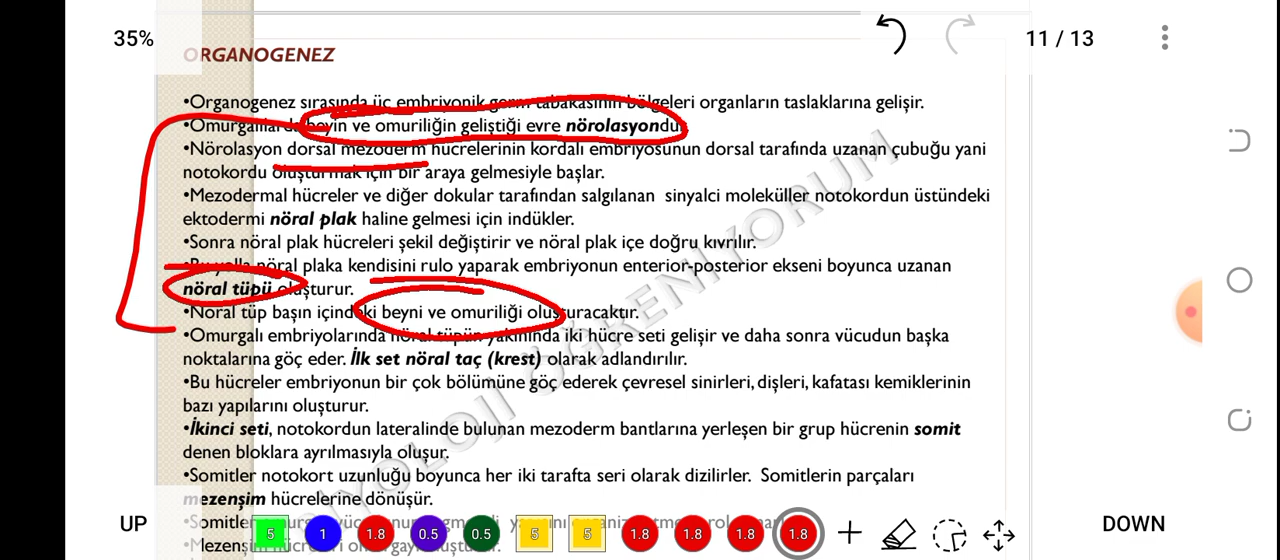 35%
11 / 13
ORGANOGENEZ
•Organogenez sırasında üç embriyonik germ tabakasının bölgeleri organların taslaklarına gelişir.
•Omurgalılarda beyin ve omuriliğin geliştiği evre nörolasyondur.
•Nörolasyon dorsal mezoderm hücrelerinin kordalı embriyosunun dorsal tarafında uzanan çubuğu yani
notokordu oluşturmak için bir araya gelmesiyle başlar.
•Mezodermal hücreler ve diğer dokular tarafından salgılanan sinyalci moleküller notokordun üstündeki
ektodermi nöral plak haline gelmesi için indükler.
•Sonra nöral plak hücreleri şekil değiştirir ve nöral plak içe doğru kıvrılır.
•Bu yolla nöral plaka kendisini rulo yaparak embriyonun enterior-posterior ekseni boyunca uzanan
nöral tüpü oluşturur.
•Nöral tüp başın içindeki beyni ve omuriliği oluşturacaktır.
•Omurgalı embriyolarında nöral tüpün yakınında iki hücre seti gelişir ve daha sonra vücudun başka
noktalarına göç eder. İlk set nöral taç (krest) olarak adlandırılır.
•Bu hücreler embriyonun bir çok bölümüne göç ederek çevresel sinirleri, dişleri, kafatası kemiklerinin
bazı yapılarını oluşturur.
•İkinci seti, notokordun lateralinde bulunan mezoderm bantlarına yerleşen bir grup hücrenin somit
denen bloklara ayrılmasıyla oluşur.
•Somitler notokort uzunluğu boyunca her iki tarafta seri olarak dizilirler. Somitlerin parçaları
mezenşim hücrelerine dönüşür.
•Somitler
•Mezenşim hücreleri
BİYOLOJİ ÖĞRENİYORUM
UP
5
1
1.8
0.5
0.5
5
5
1.8
1.8
1.8
1.8
DOWN